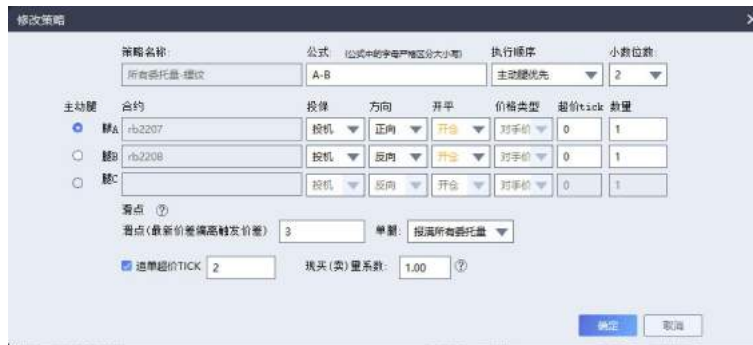 修改策略
策略名称: 公式 (公式中的字母严格区分大小写) 执行顺序 小数位数:
所有委托量-螺纹 A-B 主动腿优先 2
主动腿 合约 投保 方向 开平 价格类型 超价tick 数量
腿A rb2207 投机 正向 开仓 对手价 0 1
腿B rb2208 投机 反向 开仓 对手价 0 1
腿C 投机 反向 开仓 对手价 0 1
滑点 ?
滑点(最新价差偏离触发价差) 3 单腿: 报满所有委托量
追单超价TICK 2 现买(卖)量系数: 1.00 ?
确定 取消